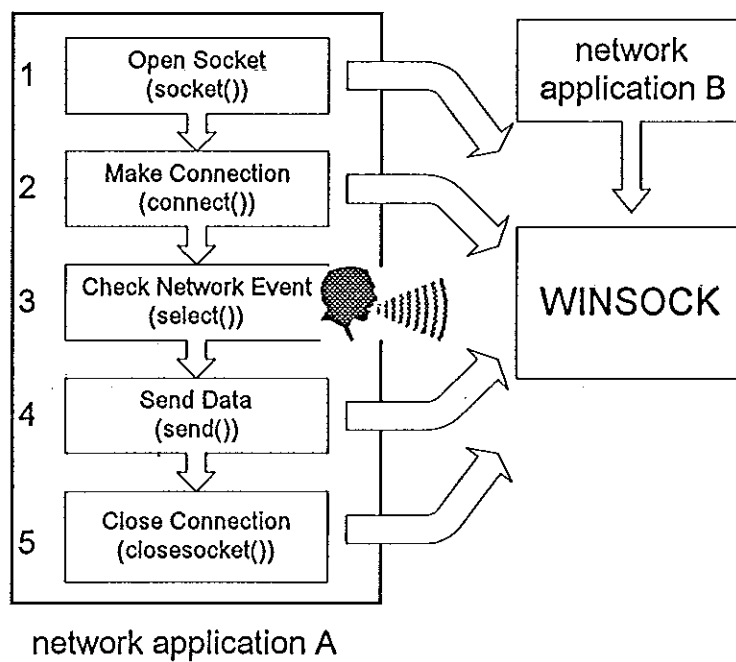 1
Open Socket
(socket())
2
Make Connection
(connect())
3
Check Network Event
(select())
4
Send Data
(send())
5
Close Connection
(closesocket())
network application A
network
application B
WINSOCK